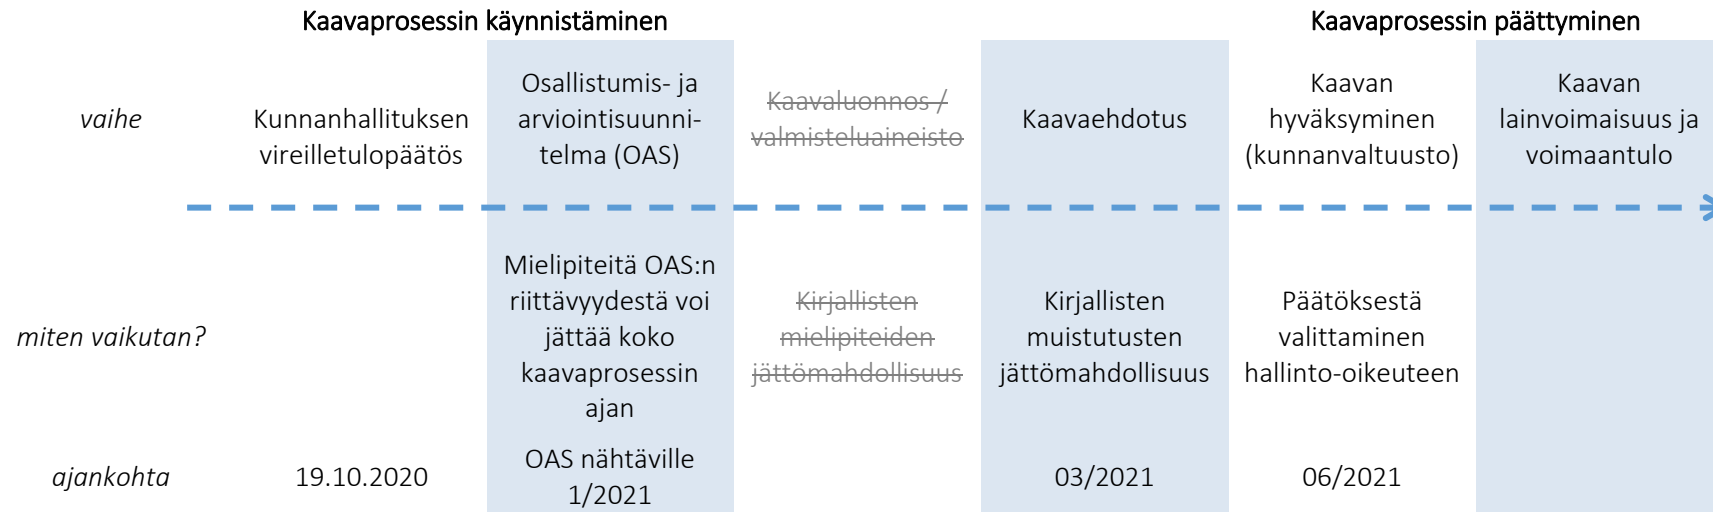 Kaavaprosessin käynnistäminen
Kaavaprosessin päättyminen
vaihe
Kunnanhallituksen
vireilletulopäätös
Osallistumis- ja
arviointisuunni-
telma (OAS)
Kaavaluonnos /
valmisteluaineisto
Kaavaehdotus
Kaavan
hyväksyminen
(kunnanvaltuusto)
Kaavan
lainvoimaisuus ja
voimaantulo
miten vaikutan?
Mielipiteitä OAS:n
riittävyydestä voi
jättää koko
kaavaprosessin
ajan
Kirjallisten
mielipiteiden
jättömahdollisuus
Kirjallisten
muistutusten
jättömahdollisuus
Päätöksestä
valittaminen
hallinto-oikeuteen
ajankohta
19.10.2020
OAS nähtäville
1/2021
03/2021
06/2021